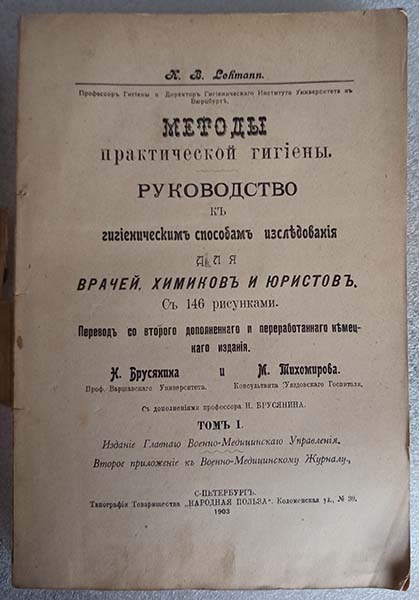 K. B. Lehmann.
Профессоръ Гигіены и Директоръ Гигіеническаго Института Университета въ
Вюрцбургѣ.
МЕТОДЫ
практической гигіены.
РУКОВОДСТВО
къ
гигіеническимъ способамъ изслѣдованія
для
ВРАЧЕЙ, ХИМИКОВЪ И ЮРИСТОВЪ.
Съ 146 рисунками.
Переводъ со второго дополненнаго и переработаннаго нѣмец-
каго изданія.
Н. Брусянина и М. Тихомирова.
Проф. Варшавскаго Университета. Консультанта Уяздовскаго Госпиталя.
Съ дополненіями профессора Н. БРУСЯНИНА.
ТОМЪ I.
Изданіе Главнаго Военно-Медицинскаго Управленія.
Второе приложеніе къ Военно-Медицинскому Журналу.
С-ПЕТЕРБУРГЪ.
Типографія Товарищества „НАРОДНАЯ ПОЛЬЗА". Коломенская ул., № 39.
1903